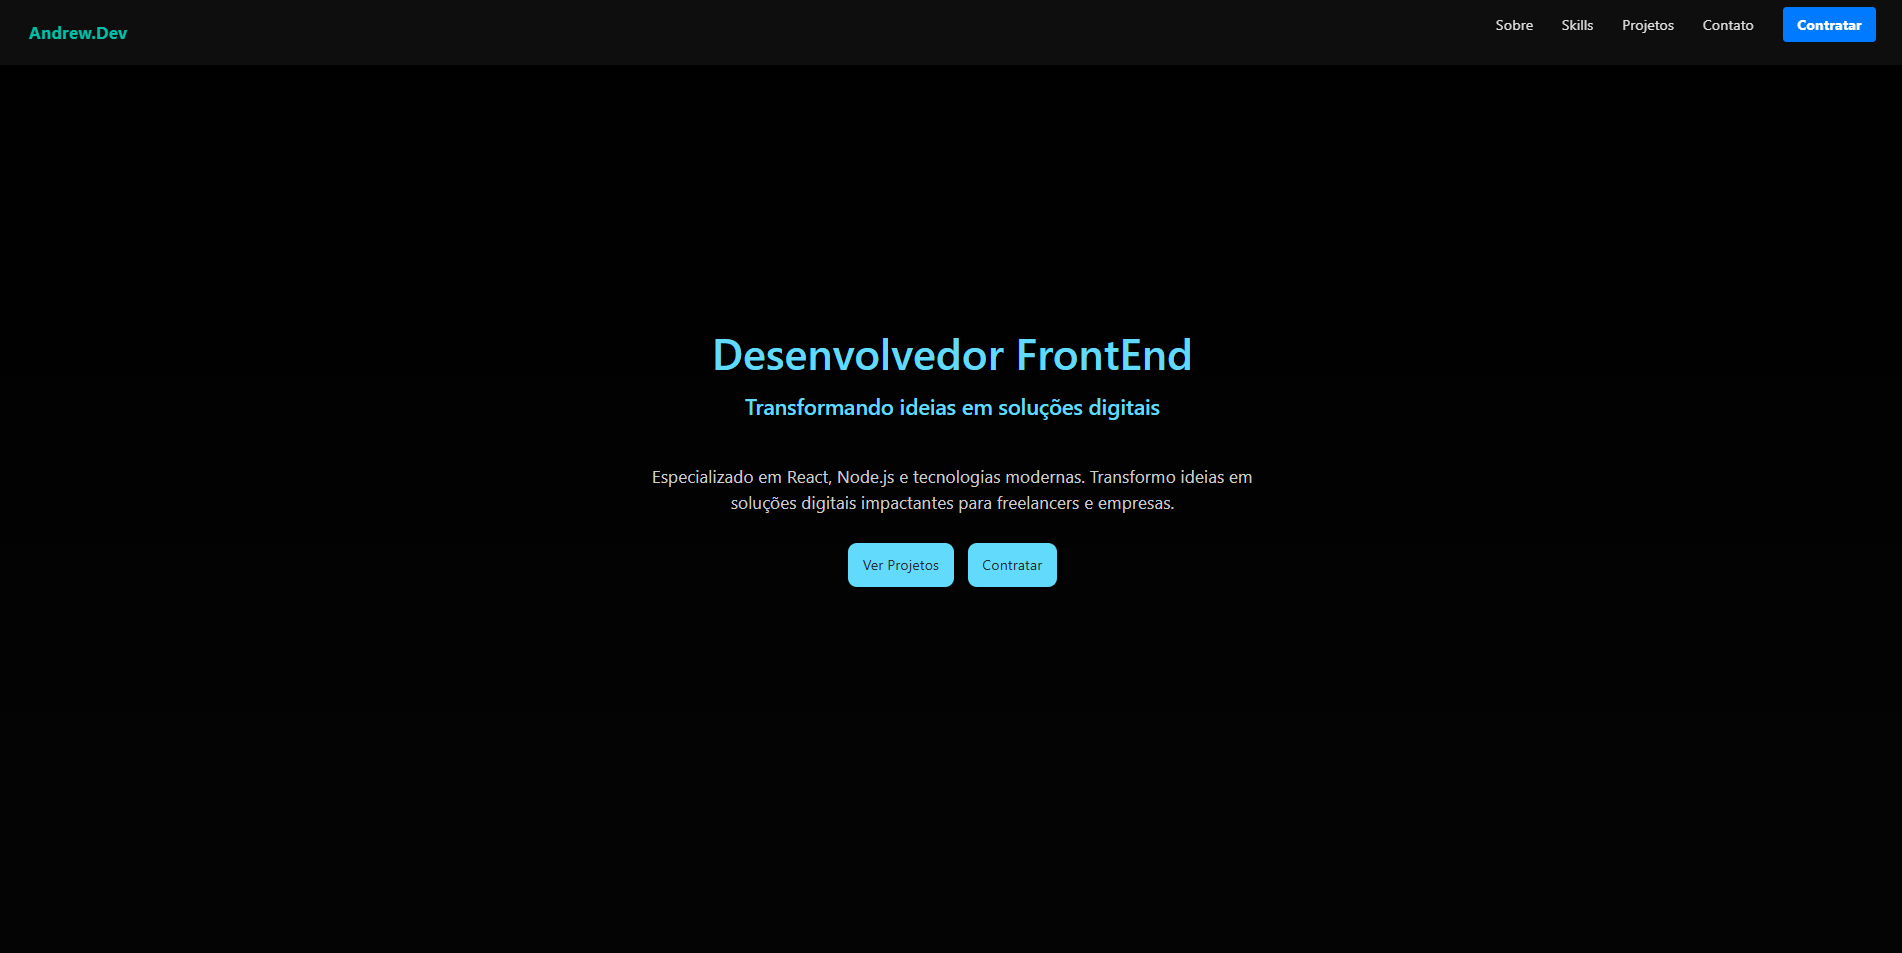 Andrew.Dev
Sobre Skills Projetos Contato Contratar
Desenvolvedor FrontEnd
Transformando ideias em soluções digitais
Especializado em React, Node.js e tecnologias modernas. Transformo ideias em
soluções digitais impactantes para freelancers e empresas.
Ver Projetos Contratar